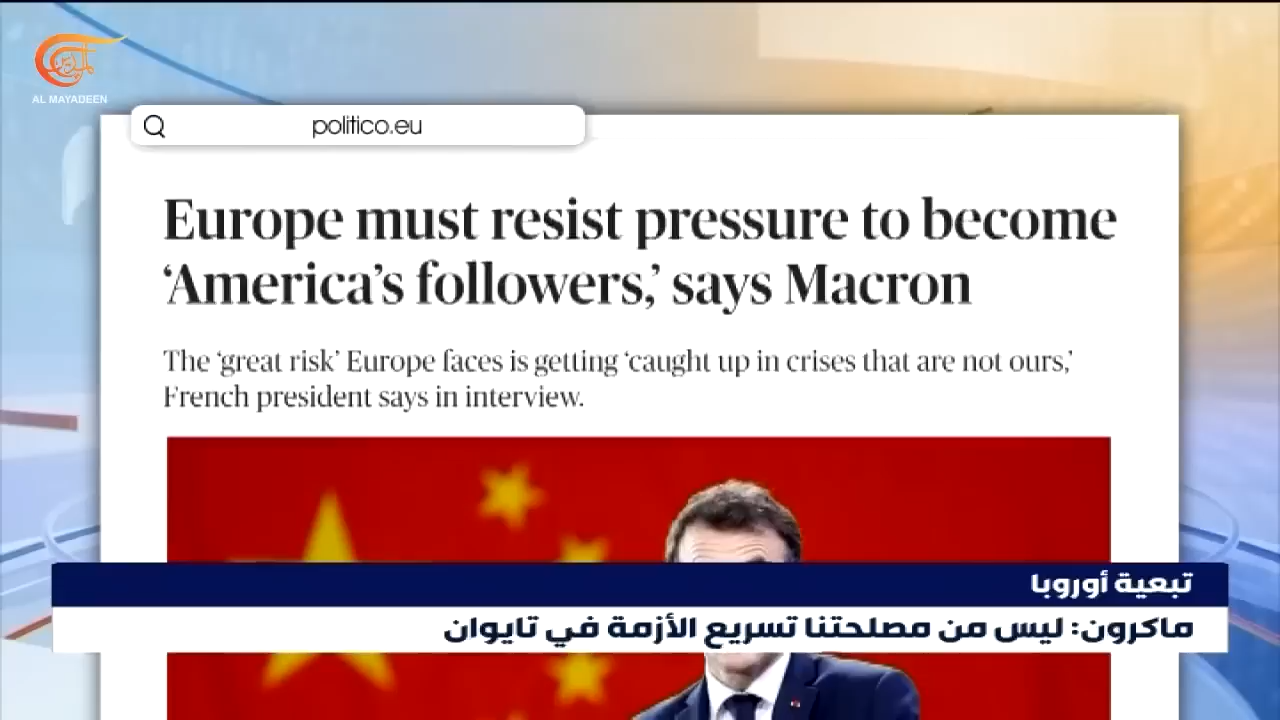 AL MAYADEEN
politico.eu
Europe must resist pressure to become
‘America’s followers,’ says Macron
The ‘great risk’ Europe faces is getting ‘caught up in crises that are not ours,’
French president says in interview.
تبعية أوروبا
ماكرون: ليس من مصلحتنا تسريع الأزمة في تايوان